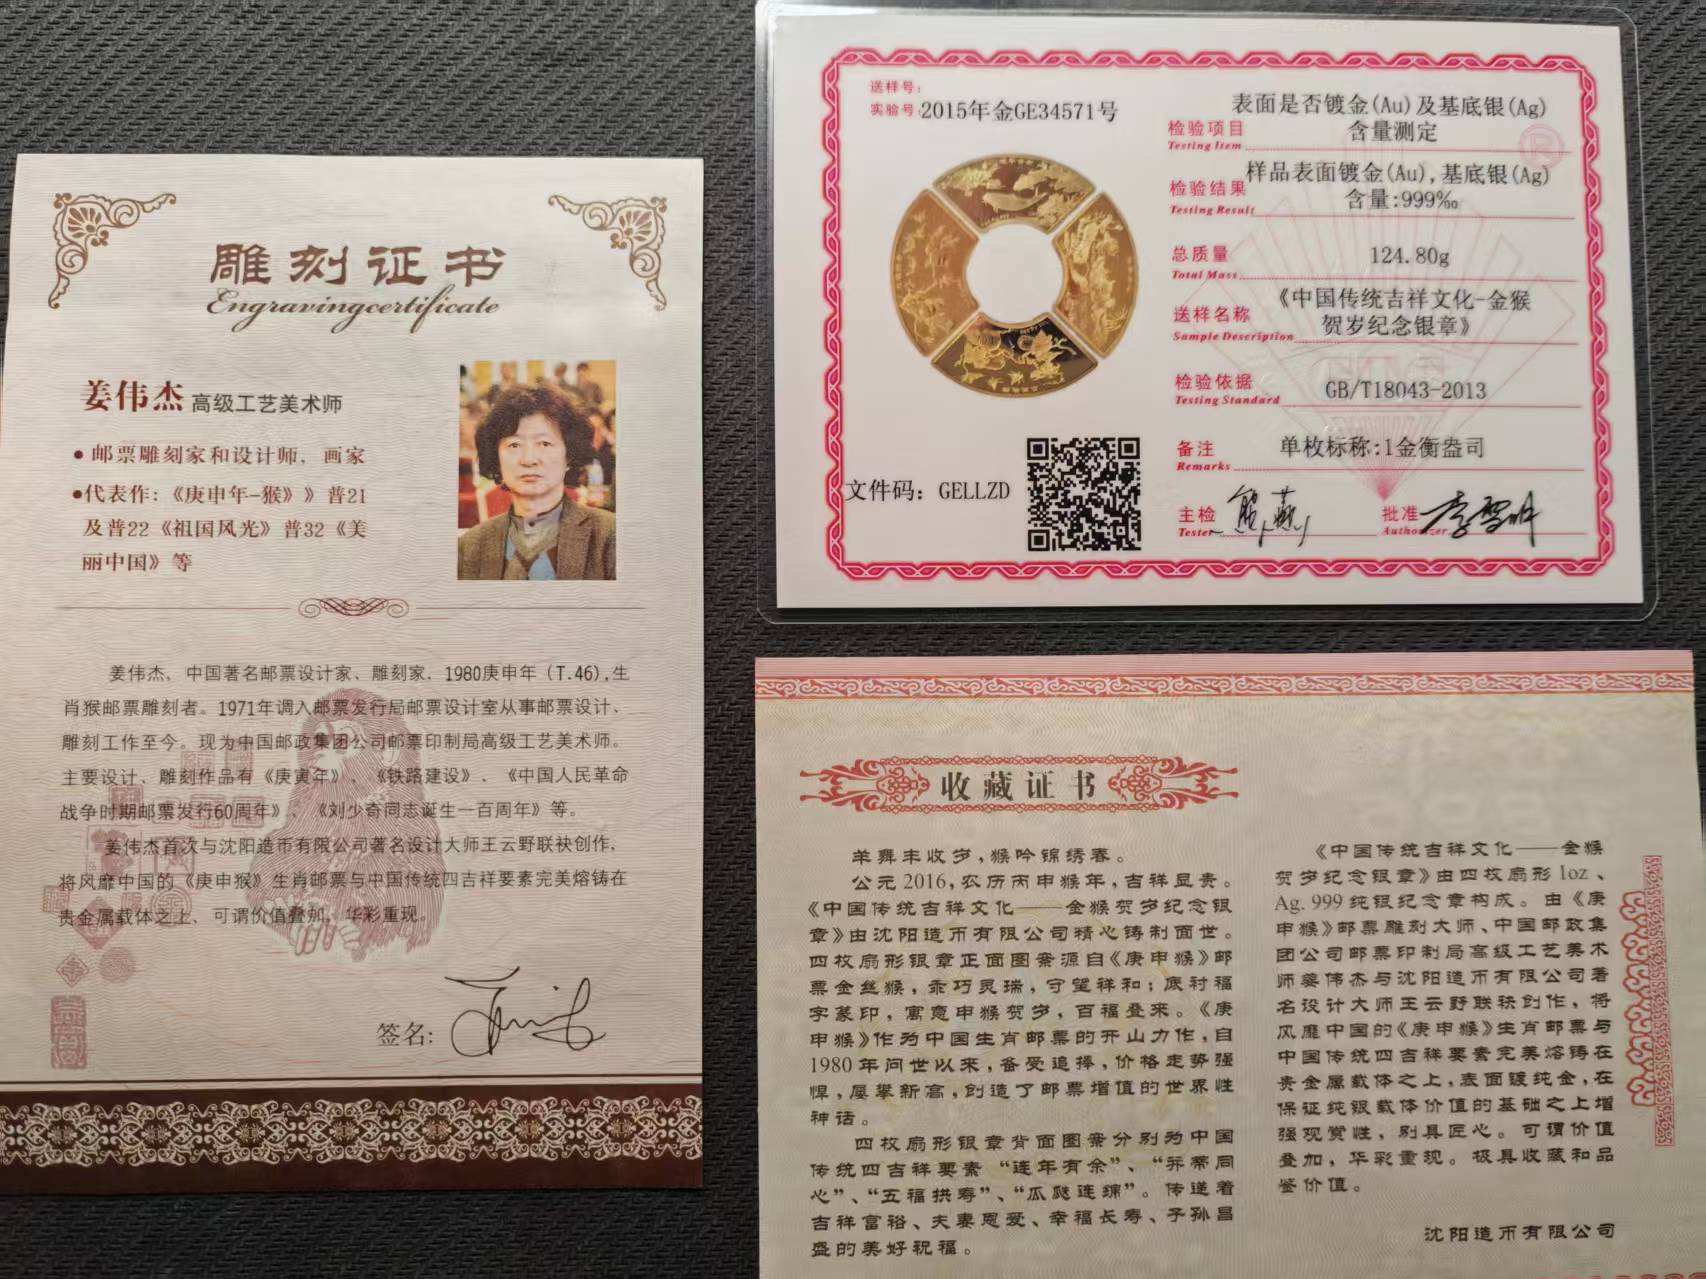 雕刻证书
Engravingcertificate
姜伟杰 高级工艺美术师
•邮票雕刻家和设计师、画家
•代表作：《庚申年-猴》》普21
及普22《祖国风光》普32《美
丽中国》等
姜伟杰，中国著名邮票设计家、雕刻家，1980庚申年（T.46），生
肖猴邮票雕刻者。1971年调入邮票发行局邮票设计室从事邮票设计、
雕刻工作至今。现为中国邮政集团公司邮票印制局高级工艺美术师。
主要设计、雕刻作品有《庚寅年》、《铁路建设》、《中国人民革命
战争时期邮票发行60周年》、《刘少奇同志诞生一百周年》等。
姜伟杰首次与沈阳造币有限公司著名设计大师王云野联袂创作，
将风靡中国的《庚申猴》生肖邮票与中国传统四吉祥要素完美熔铸在
贵金属载体之上，可谓价值叠加，华彩重现。
签名：
送样号：
实验号：2015年金GE34571号
文件码：GELLZD
表面是否镀金(Au)及基底银(Ag)
检验项目 含量测定
Testing Item
样品表面镀金(Au),基底银(Ag)
检验结果 含量:999‰
Testing Result
总质量 124.80g
Total Mass
《中国传统吉祥文化-金猴
送样名称 贺岁纪念银章》
Sample Description
检验依据 GB/T18043-2013
Testing Standard
备注 单枚标称:1金衡盎司
Remarks
主检 批准 李雪
Tester Authorizer
收藏证书
羊舞丰收岁，猴吟锦绣春。
公元2016，农历丙申猴年，吉祥显贵。
《中国传统吉祥文化——金猴贺岁纪念银
章》由沈阳造币有限公司精心铸制面世。
四枚扇形银章正面图案源自《庚申猴》邮
票金丝猴，乖巧灵瑞，守望祥和；底衬福
字篆印，寓意申猴贺岁，百福叠来。《庚
申猴》作为中国生肖邮票的开山力作，自
1980年问世以来，备受追捧，价格走势强
悍，屡攀新高，创造了邮票增值的世界性
神话。
四枚扇形银章背面图案分别为中国
传统四吉祥要素“连年有余”、“并蒂同
心”、“五福拱寿”、“瓜瓞连绵”。传递着
吉祥富裕、夫妻恩爱、幸福长寿、子孙昌
盛的美好祝福。
《中国传统吉祥文化——金猴
贺岁纪念银章》由四枚扇形1oz、
Ag.999纯银纪念章构成。由《庚
申猴》邮票雕刻大师、中国邮政集
团公司邮票印制局高级工艺美术
师姜伟杰与沈阳造币有限公司著
名设计大师王云野联袂创作，将
风靡中国的《庚申猴》生肖邮票与
中国传统四吉祥要素完美熔铸在
贵金属载体之上，表面镀纯金，在
保证纯银载体价值的基础之上增
强观赏性，别具匠心。可谓价值
叠加，华彩重现。极具收藏和品
鉴价值。
沈阳造币有限公司